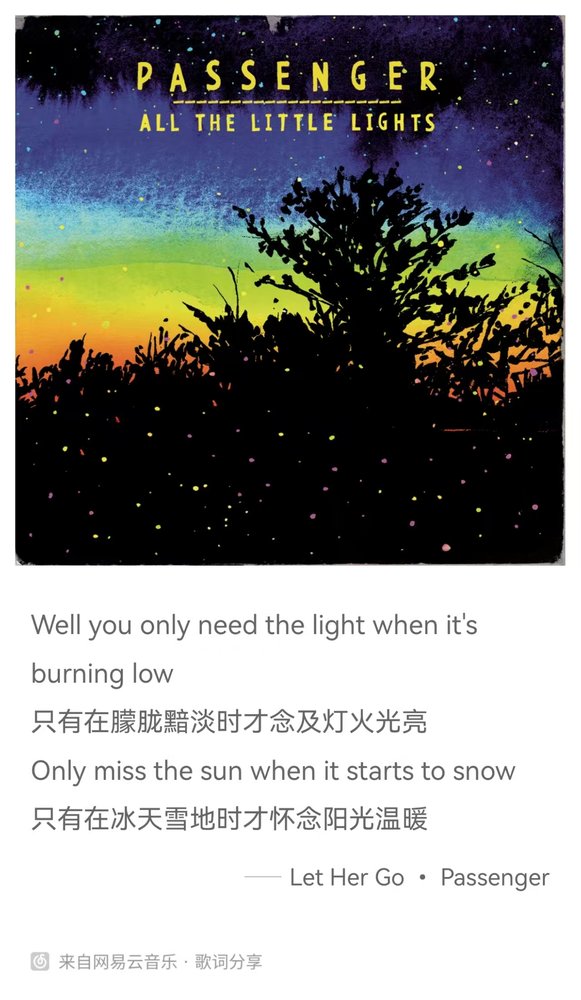 PASSENGER
ALL THE LITTLE LIGHTS
Well you only need the light when it's
burning low
只有在朦胧黯淡时才念及灯火光亮
Only miss the sun when it starts to snow
只有在冰天雪地时才怀念阳光温暖
—— Let Her Go • Passenger
来自网易云音乐 · 歌词分享